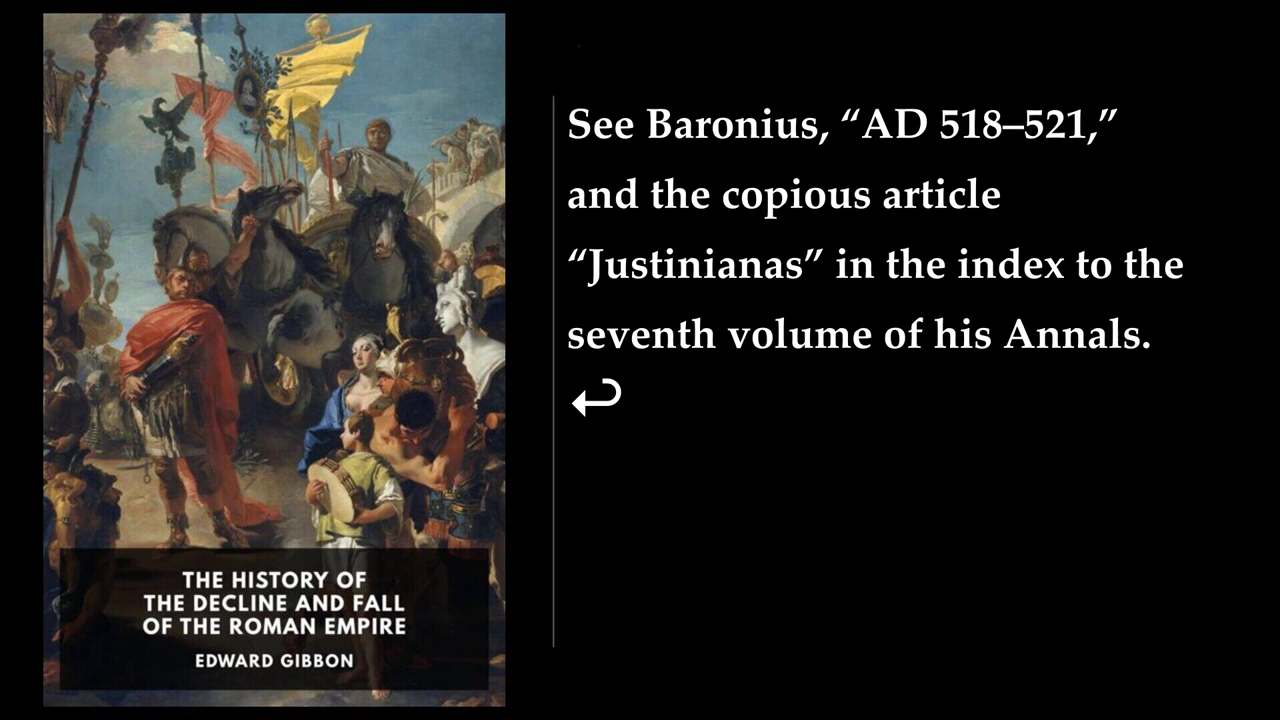 See Baronius, “AD 518–521,”
and the copious article
“Justinianas” in the index to the
seventh volume of his Annals.
↩
THE HISTORY OF
THE DECLINE AND FALL
OF THE ROMAN EMPIRE
EDWARD GIBBON